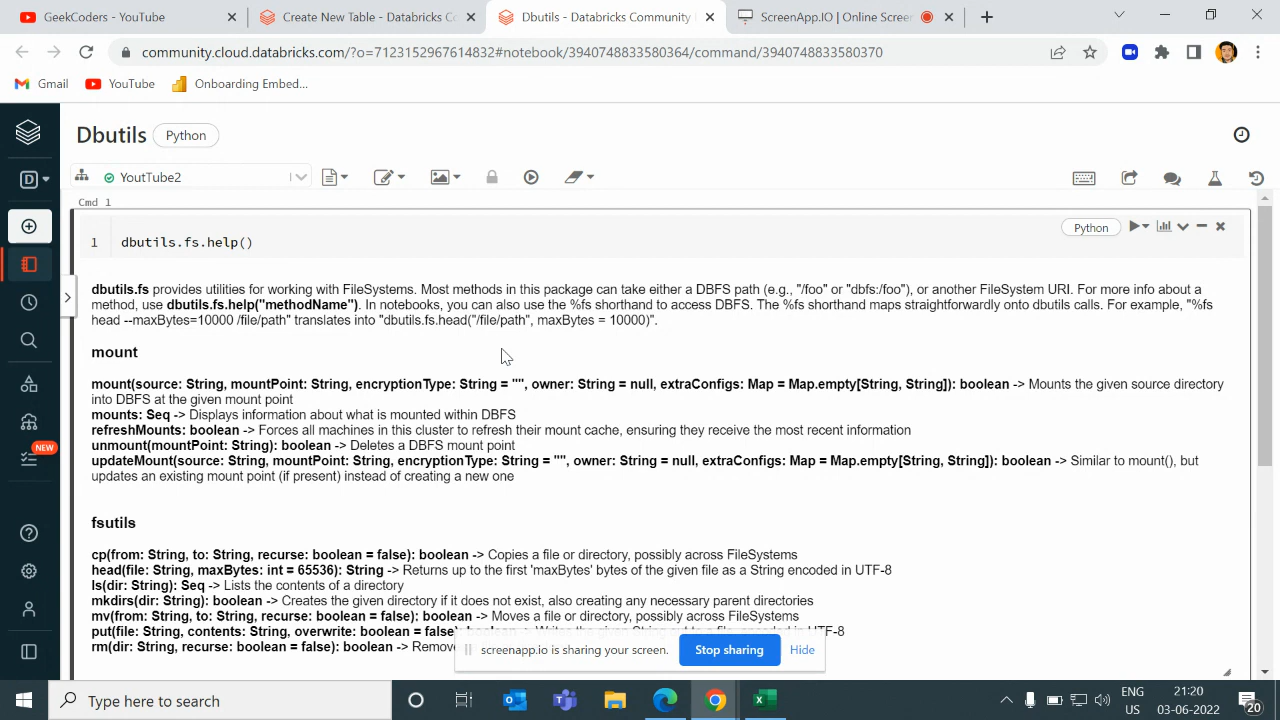 GeekCoders - YouTube
Create New Table - Databricks Co
Dbutils - Databricks Community
ScreenApp.IO | Online Screen
community.cloud.databricks.com/?o=7123152967614832#notebook/3940748833580364/command/3940748833580370
Gmail
YouTube
Onboarding Embed...
Dbutils
Python
D
YoutTube2
Cmd 1
1
dbutils.fs.help()
Python
dbutils.fs provides utilities for working with FileSystems. Most methods in this package can take either a DBFS path (e.g., "/foo" or "dbfs:/foo"), or another FileSystem URI. For more info about a
method, use dbutils.fs.help("methodName"). In notebooks, you can also use the %fs shorthand to access DBFS. The %fs shorthand maps straightforwardly onto dbutils calls. For example, "%fs
head --maxBytes=10000 /file/path" translates into "dbutils.fs.head("/file/path", maxBytes = 10000)".
mount
mount(source: String, mountPoint: String, encryptionType: String = "", owner: String = null, extraConfigs: Map = Map.empty[String, String]): boolean -> Mounts the given source directory
into DBFS at the given mount point
mounts: Seq -> Displays information about what is mounted within DBFS
refreshMounts: boolean -> Forces all machines in this cluster to refresh their mount cache, ensuring they receive the most recent information
unmount(mountPoint: String): boolean -> Deletes a DBFS mount point
updateMount(source: String, mountPoint: String, encryptionType: String = "", owner: String = null, extraConfigs: Map = Map.empty[String, String]): boolean -> Similar to mount(), but
updates an existing mount point (if present) instead of creating a new one
NEW
fsutils
cp(from: String, to: String, recurse: boolean = false): boolean -> Copies a file or directory, possibly across FileSystems
head(file: String, maxBytes: int = 65536): String -> Returns up to the first 'maxBytes' bytes of the given file as a String encoded in UTF-8
ls(dir: String): Seq -> Lists the contents of a directory
mkdirs(dir: String): boolean -> Creates the given directory if it does not exist, also creating any necessary parent directories
mv(from: String, to: String, recurse: boolean = false): boolean -> Moves a file or directory, possibly across FileSystems
put(file: String, contents: String, overwrite: boolean = false): boolean -> Writes the given String out to a file, encoded in UTF-8
rm(dir: String, recurse: boolean = false): boolean -> Remov
screenapp.io is sharing your screen.
Stop sharing
Hide
Type here to search
ENG
US
21:20
03-06-2022
20